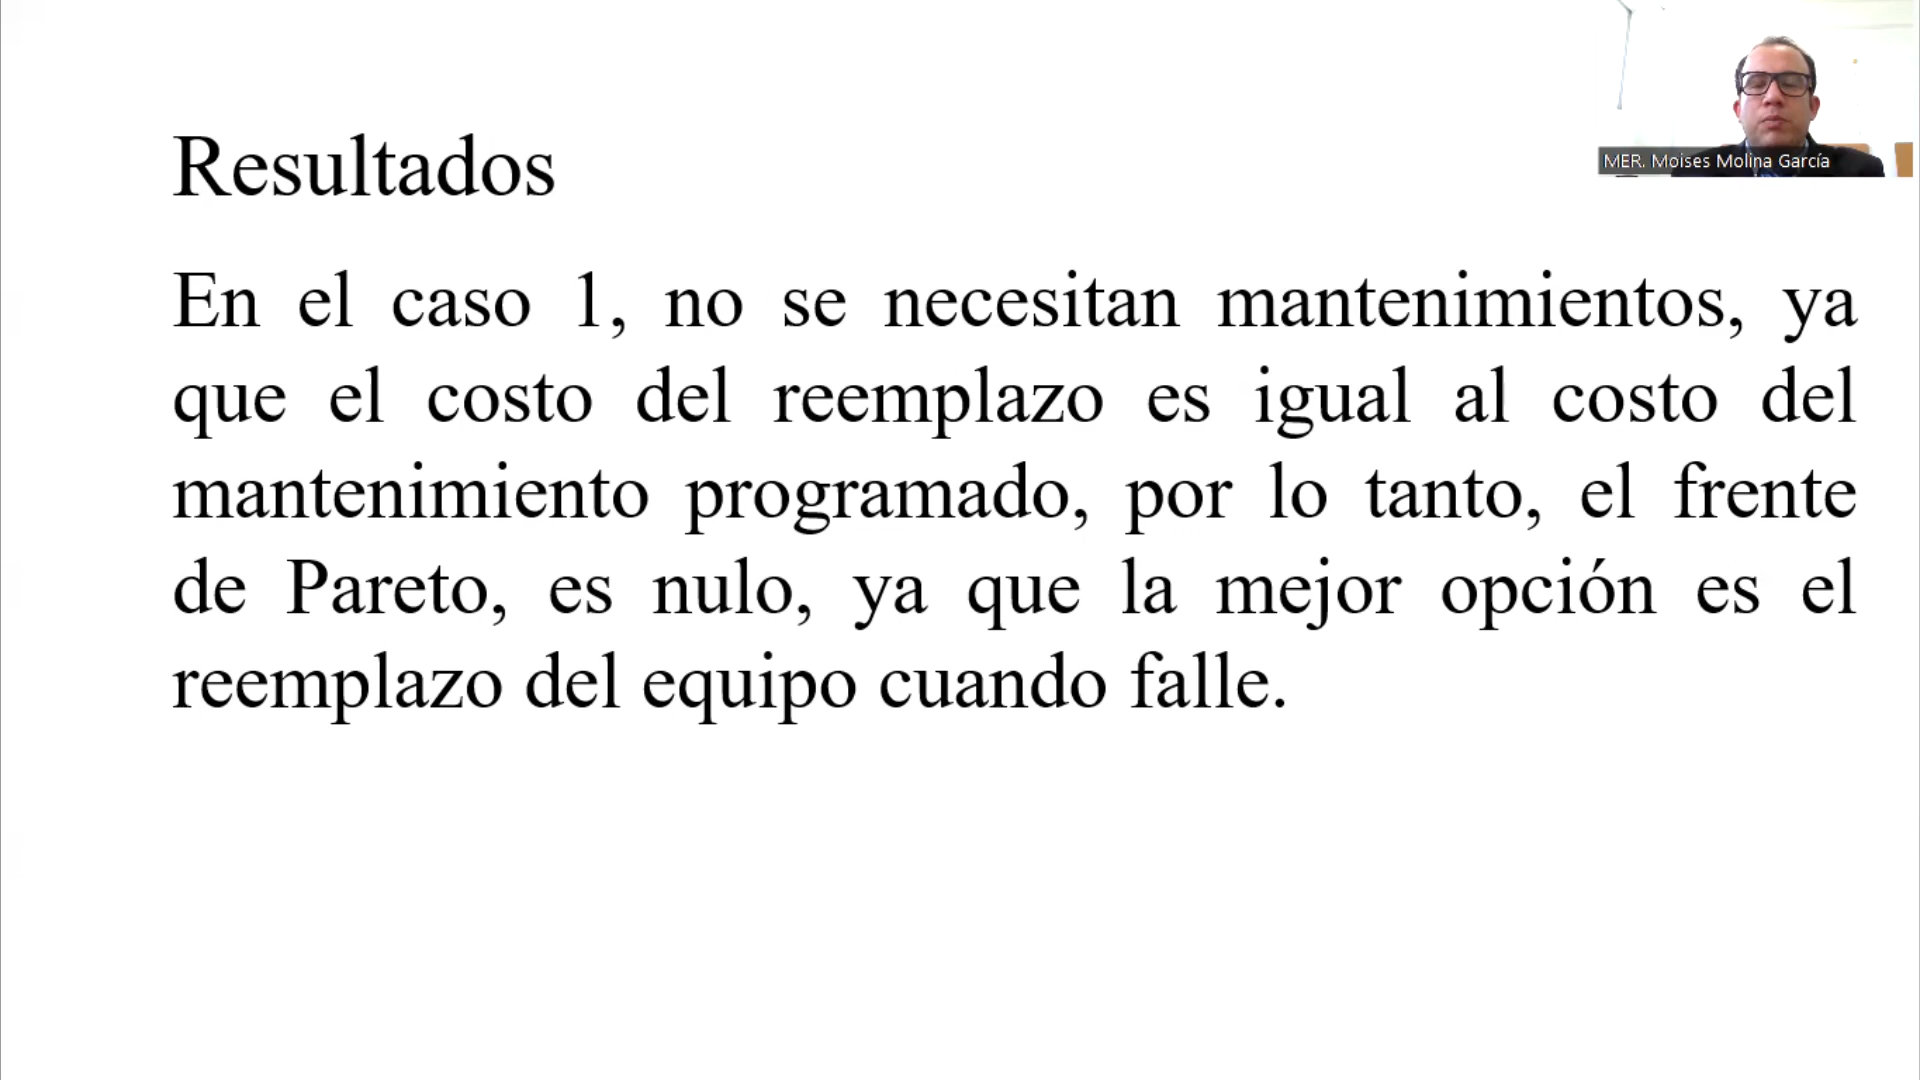 Resultados
MER. Moises Molina García
En el caso 1, no se necesitan mantenimientos, ya
que el costo del reemplazo es igual al costo del
mantenimiento programado, por lo tanto, el frente
de Pareto, es nulo, ya que la mejor opción es el
reemplazo del equipo cuando falle.